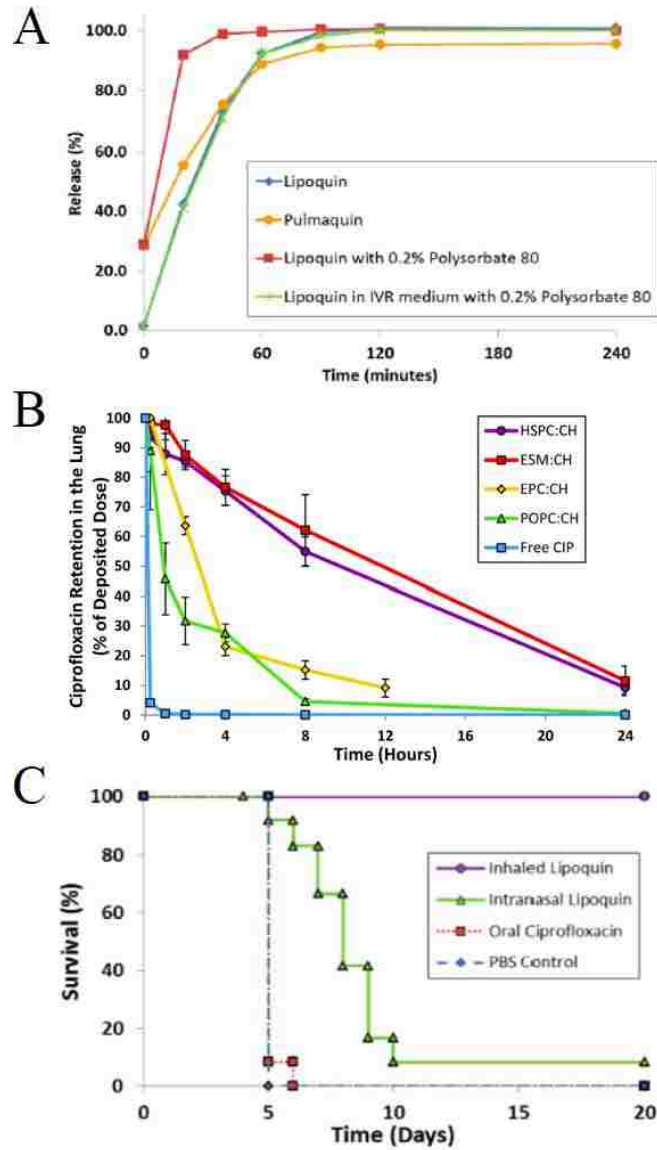 A
100.0
80.0
60.0
40.0
20.0
0.0
Release (%)
Lipoquin
Pulmaquin
Lipoquin with 0.2% Polysorbate 80
Lipoquin in IVR medium with 0.2% Polysorbate 80
0 60 120 180 240
Time (minutes)
B
100
90
80
70
60
50
40
30
20
10
0
Ciprofloxacin Retention in the Lung
(% of Deposited Dose)
HSPC:CH
ESM:CH
EPC:CH
POPC:CH
Free CIP
0 4 8 12 16 20 24
Time (Hours)
C
100
80
60
40
20
0
Survival (%)
Inhaled Lipoquin
Intranasal Lipoquin
Oral Ciprofloxacin
PBS Control
0 5 10 15 20
Time (Days)